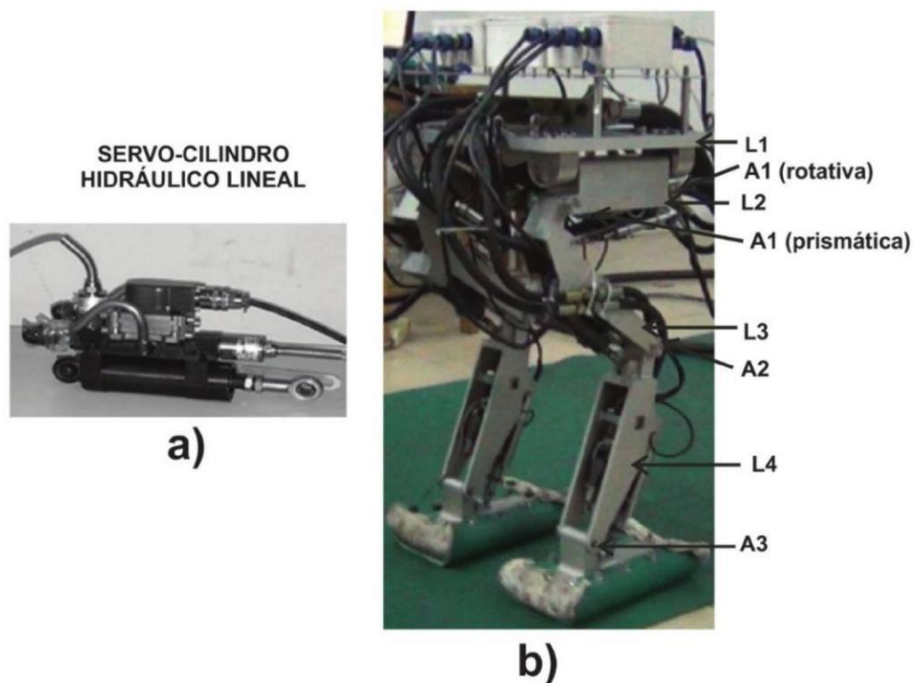 SERVO-CILINDRO
HIDRÁULICO LINEAL
a)
L1
A1 (rotativa)
L2
A1 (prismática)
L3
A2
L4
A3
b)